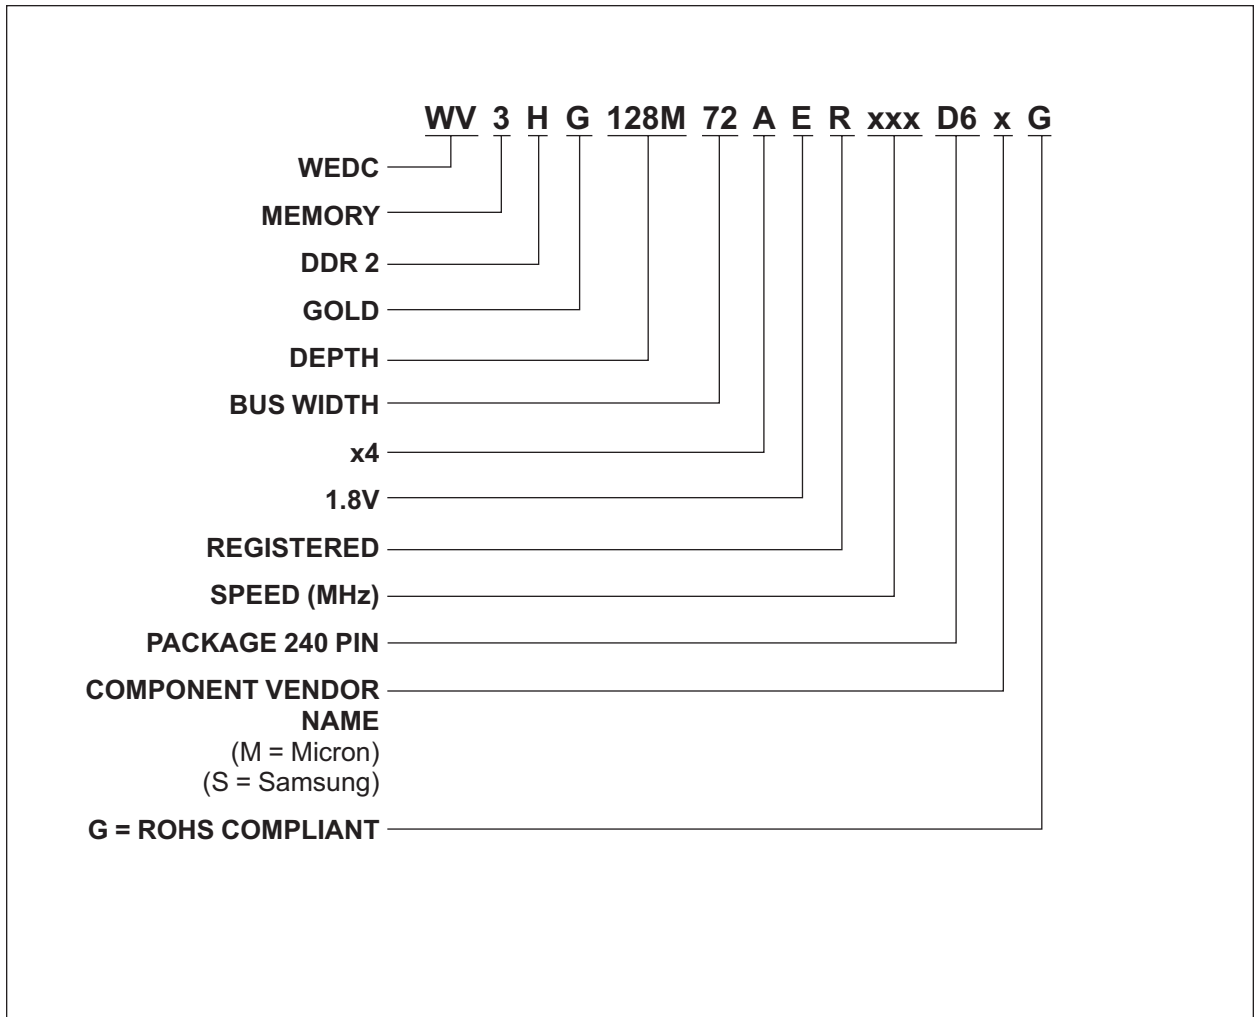 WV 3 H G 128M 72 A E R xxx D6 x G
WEDC
MEMORY
DDR 2
GOLD
DEPTH
BUS WIDTH
x4
1.8V
REGISTERED
SPEED (MHz)
PACKAGE 240 PIN
COMPONENT VENDOR
NAME
(M = Micron)
(S = Samsung)
G = ROHS COMPLIANT